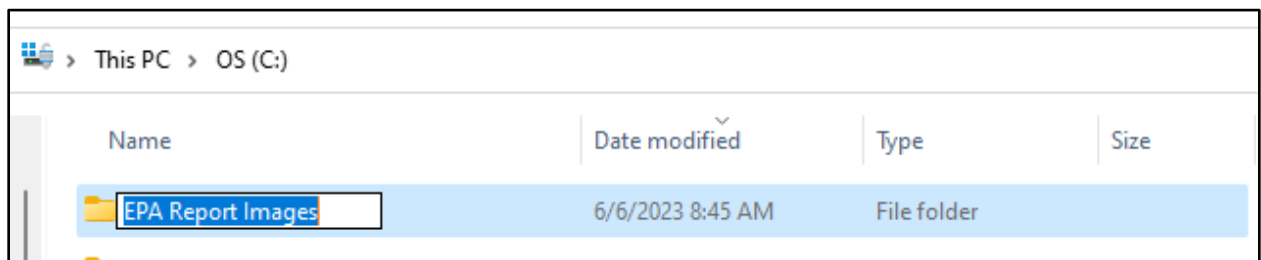 This PC > OS (C:)
Name Date modified Type Size
EPA Report Images 6/6/2023 8:45 AM File folder